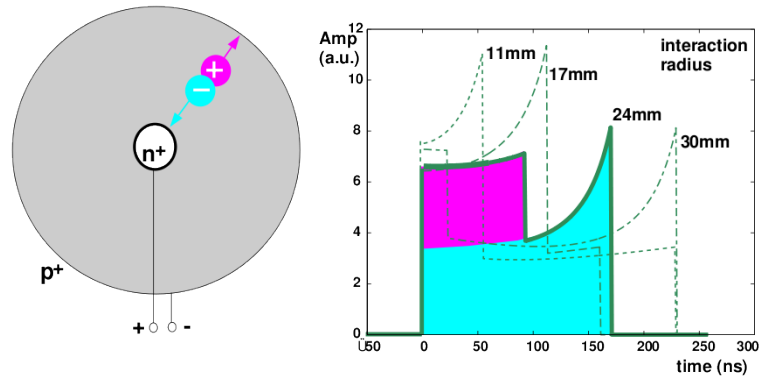 +
−
n+
p+
+ -
Amp
(a.u.)
12
10
8
6
4
2
0
50
0
50
100
150
200
250
300
time (ns)
11mm
17mm
24mm
30mm
interaction
radius